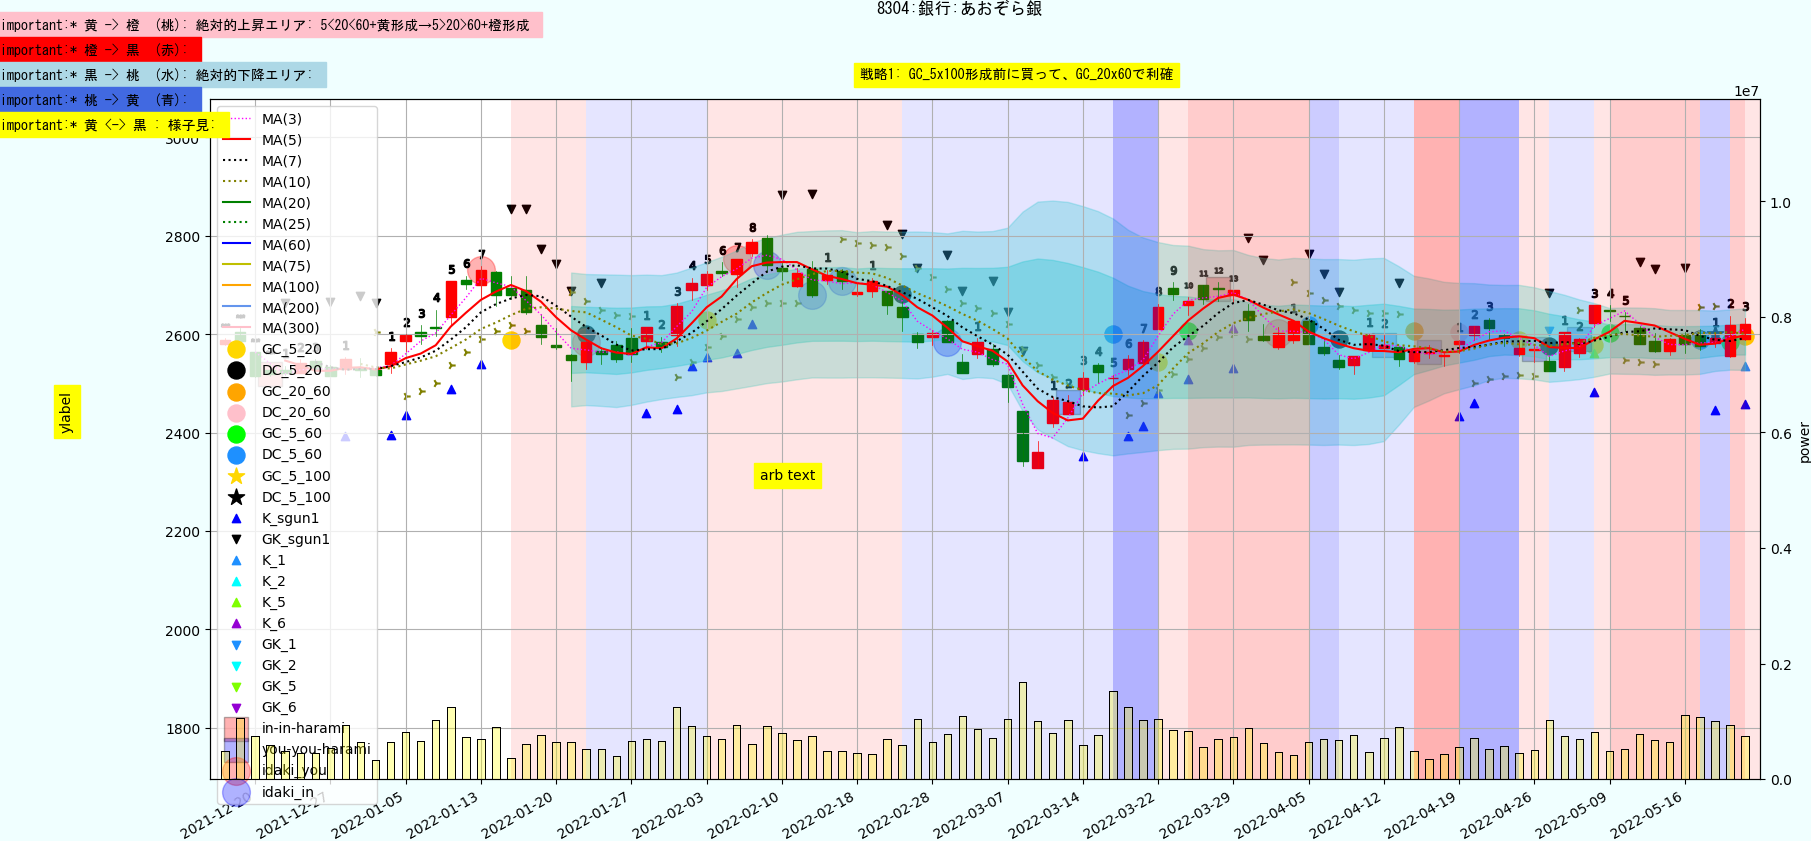 8304:銀行:あおぞら銀
important:* 黄 -> 橙 (桃): 絶対的上昇エリア: 5<20<60+黄形成→5>20>60+橙形成
important:* 橙 -> 黒 (赤):
important:* 黒 -> 桃 (水): 絶対的下降エリア:
important:* 桃 -> 黄 (青):
important:* 黄 <-> 黒 : 様子見:
戦略1: GC_5x100形成前に買って、GC_20x60で利確
1e7
MA(3)
MA(5)
MA(7)
MA(10)
MA(20)
MA(25)
MA(60)
MA(75)
MA(100)
MA(200)
MA(300)
GC_5_20
DC_5_20
GC_20_60
DC_20_60
GC_5_60
DC_5_60
GC_5_100
DC_5_100
K_sgun1
GK_sgun1
K_1
K_2
K_5
K_6
GK_1
GK_2
GK_5
GK_6
in-in-harami
you-you-harami
idaki_you
idaki_in
3000
2800
2600
2400
2200
2000
1800
ylabel
arb text
1.0
0.8
0.6
0.4
0.2
0.0
power
2021-12-20
2021-12-27
2022-01-05
2022-01-13
2022-01-20
2022-01-27
2022-02-03
2022-02-10
2022-02-18
2022-02-28
2022-03-07
2022-03-14
2022-03-22
2022-03-29
2022-04-05
2022-04-12
2022-04-19
2022-04-26
2022-05-09
2022-05-16